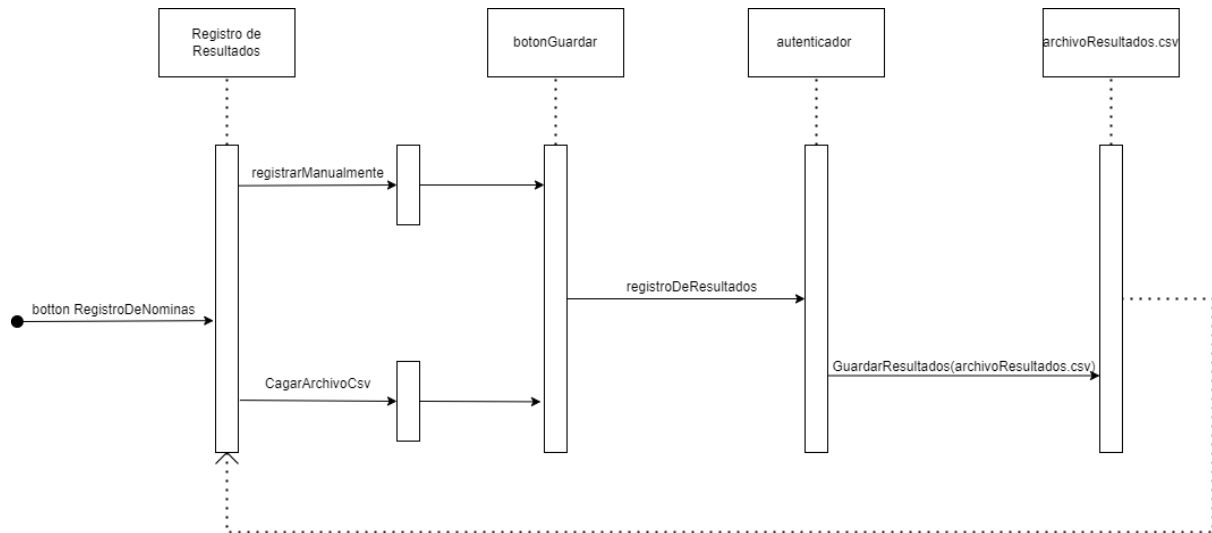 Registro de
Resultados
botonGuardar
autenticador
archivoResultados.csv
registrarManualmente
registroDeResultados
botton RegistroDeNominas
GuardarResultados(archivoResultados.csv)
CagarArchivoCsv